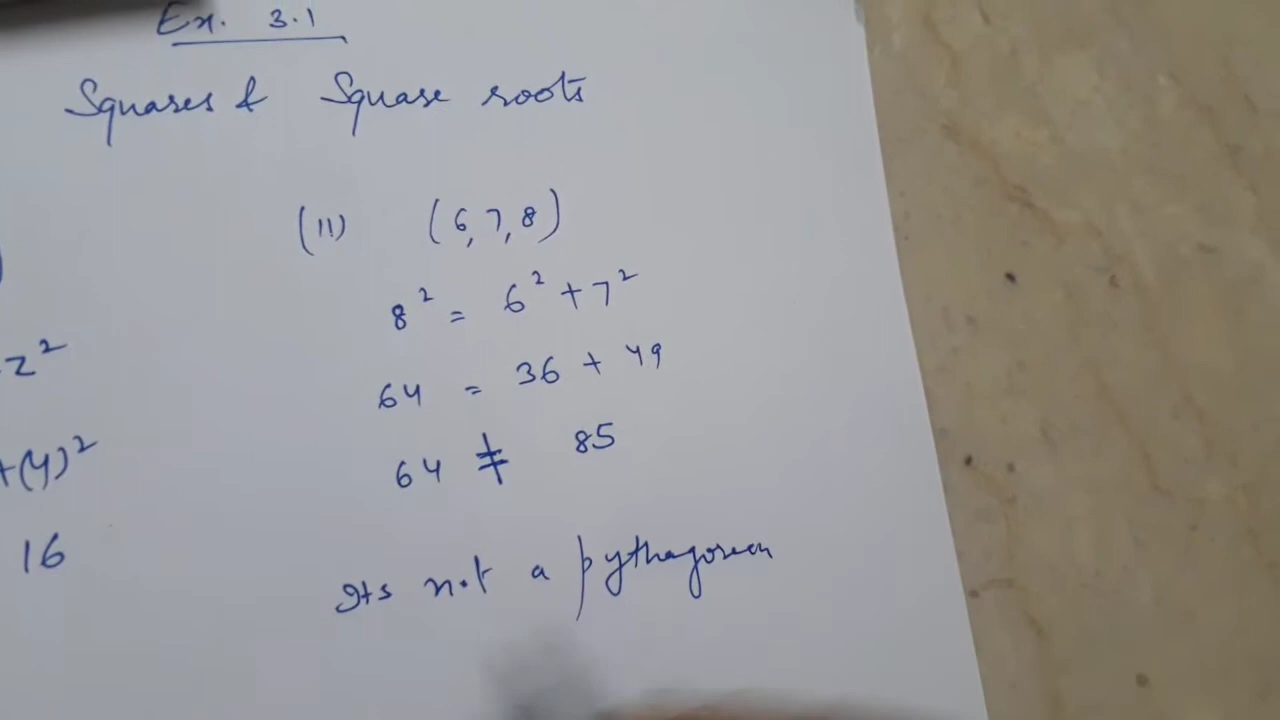 Ex. 3.1
Squares & Square roots
(11) (6,7,8)
8² = 6² + 7²
64 = 36 + 49
64 ≠ 85
Its not a pythagorean
z²
+(4)²
16